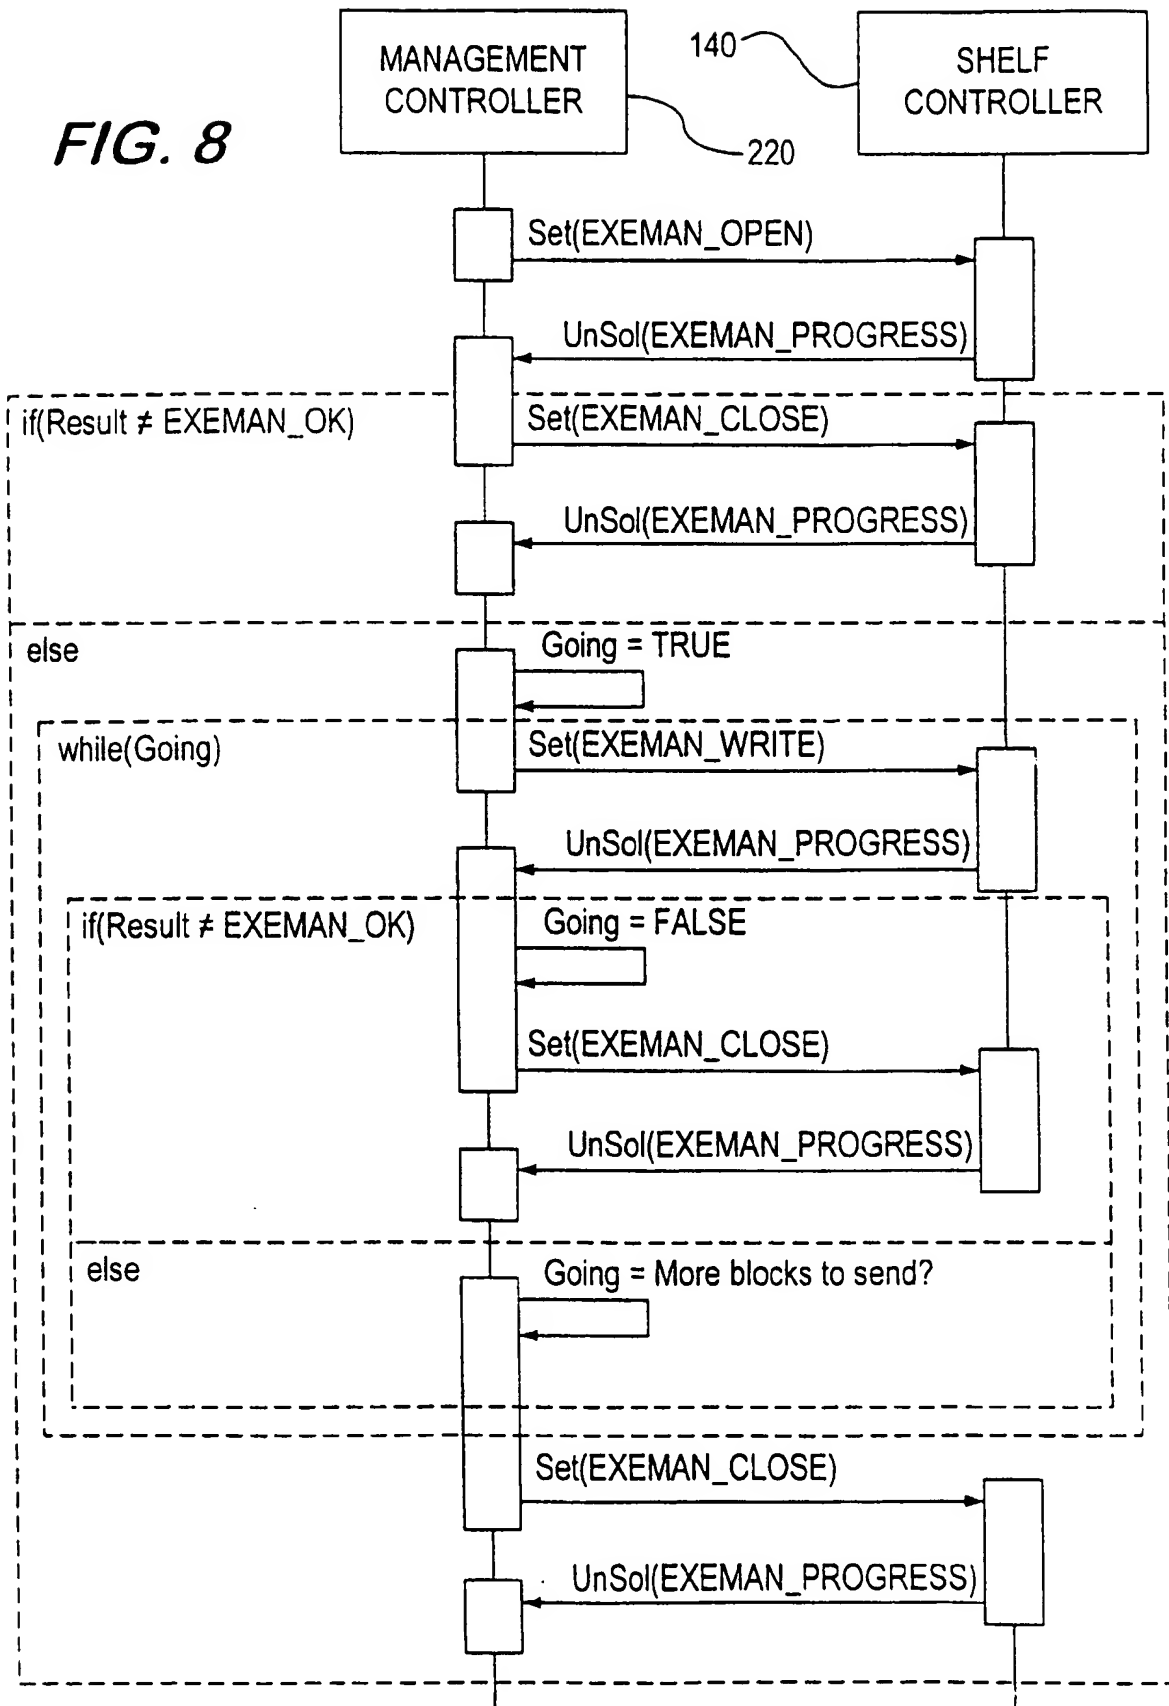 FIG. 8
MANAGEMENT
CONTROLLER
220
140
SHELF
CONTROLLER
Set(EXEMAN_OPEN)
UnSol(EXEMAN_PROGRESS)
if(Result ≠ EXEMAN_OK)
Set(EXEMAN_CLOSE)
UnSol(EXEMAN_PROGRESS)
else
Going = TRUE
while(Going)
Set(EXEMAN_WRITE)
UnSol(EXEMAN_PROGRESS)
if(Result ≠ EXEMAN_OK)
Going = FALSE
Set(EXEMAN_CLOSE)
UnSol(EXEMAN_PROGRESS)
else
Going = More blocks to send?
Set(EXEMAN_CLOSE)
UnSol(EXEMAN_PROGRESS)